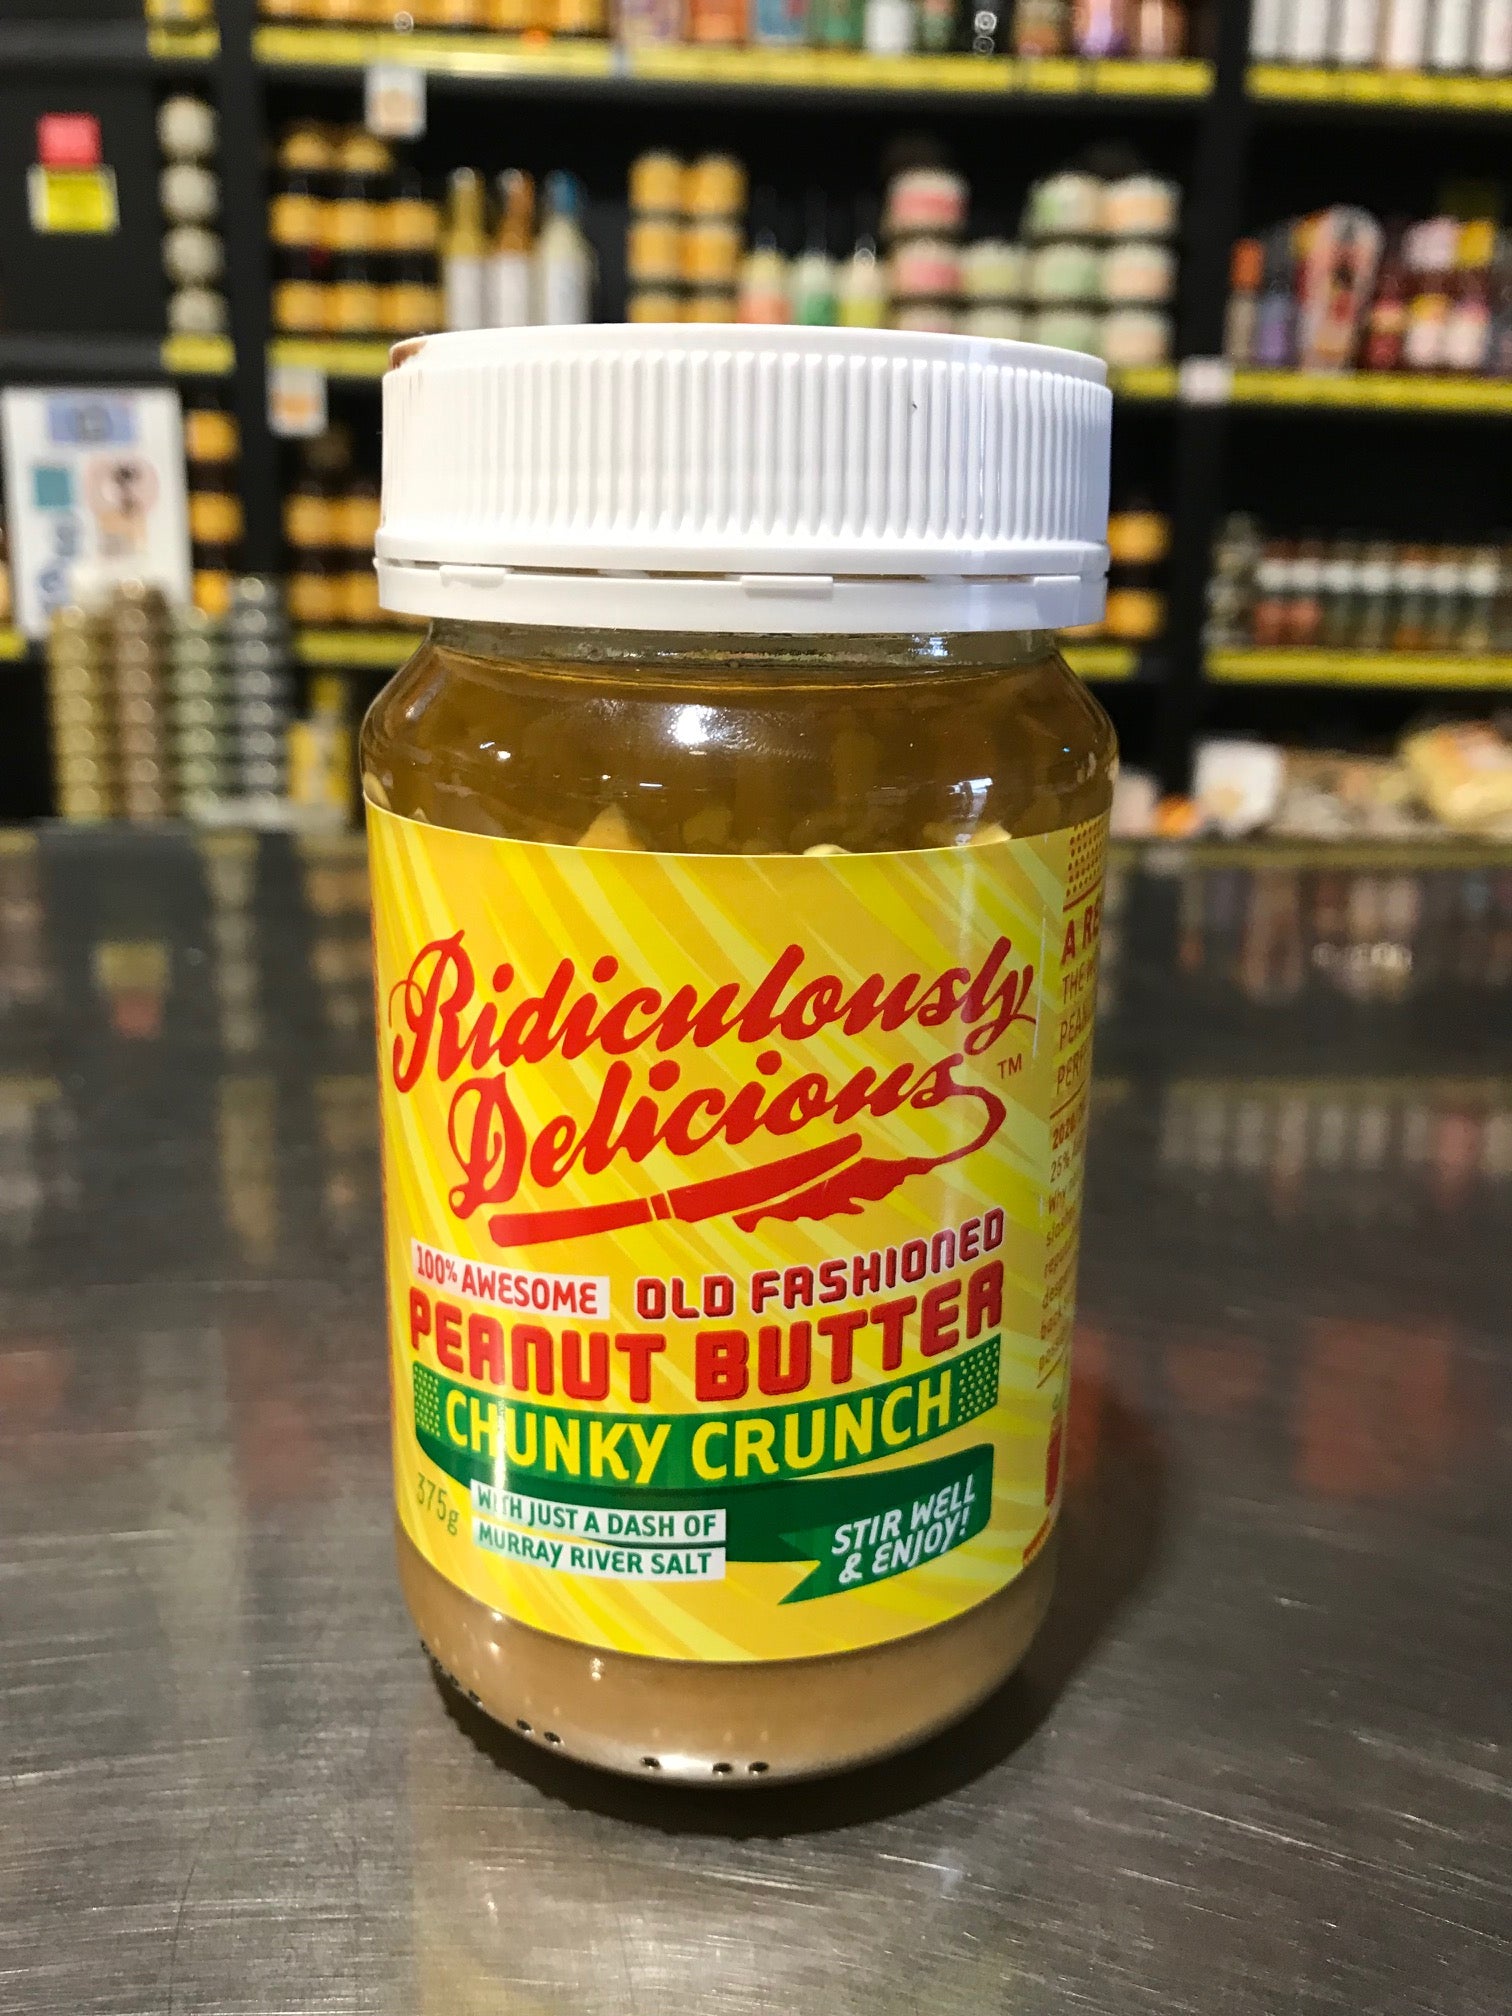 Ridiculously
Delicious™
100% AWESOME OLD FASHIONED
PEANUT BUTTER
CHUNKY CRUNCH
375g
WITH JUST A DASH OF
MURRAY RIVER SALT
STIR WELL
& ENJOY!
A
25%